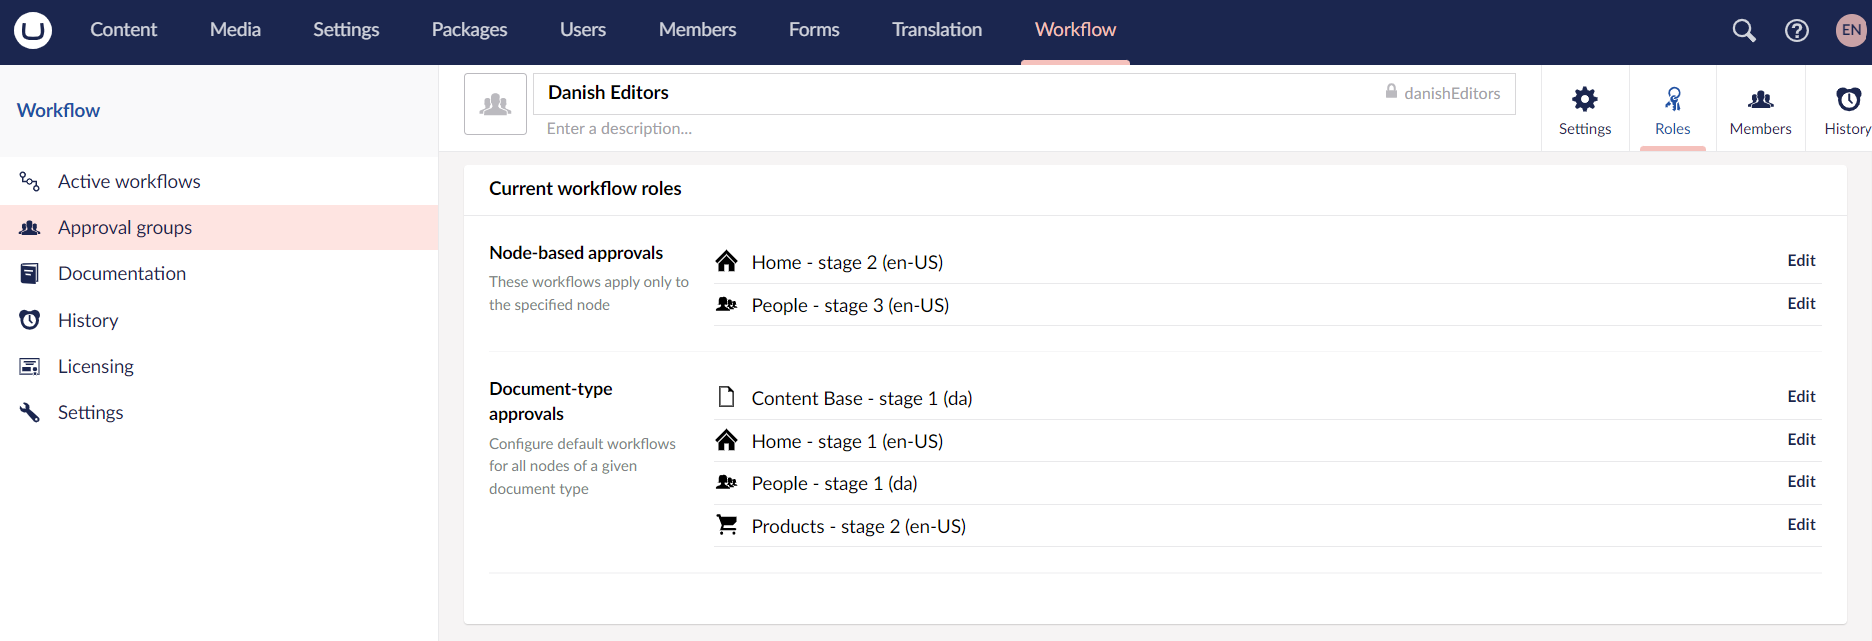 Content Media Settings Packages Users Members Forms Translation Workflow EN
Workflow
Active workflows
Approval groups
Documentation
History
Licensing
Settings
Danish Editors danishEditors
Enter a description...
Settings Roles Members History
Current workflow roles
Node-based approvals
These workflows apply only to
the specified node
Home - stage 2 (en-US) Edit
People - stage 3 (en-US) Edit
Document-type
approvals
Configure default workflows
for all nodes of a given
document type
Content Base - stage 1 (da) Edit
Home - stage 1 (en-US) Edit
People - stage 1 (da) Edit
Products - stage 2 (en-US) Edit